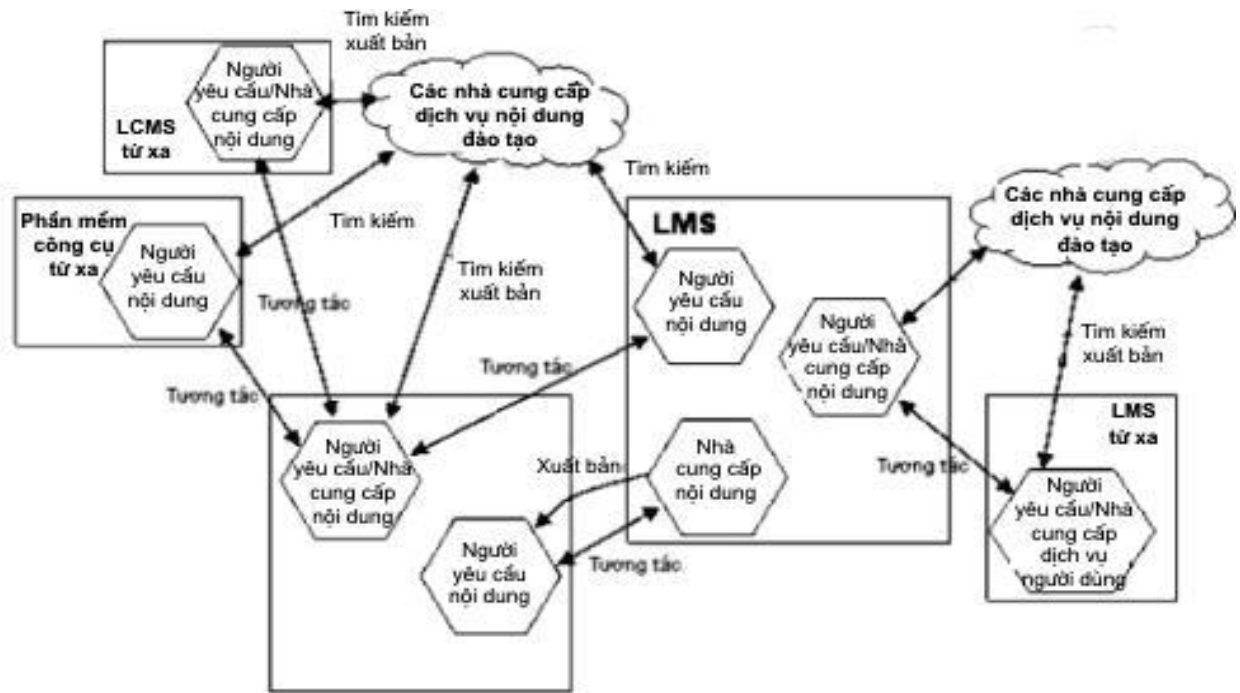 Tìm kiếm
xuất bản
Người
yêu cầu/Nhà
cung cấp
nội dung
LCMS
từ xa
Các nhà cung cấp
dịch vụ nội dung
đào tạo
Tìm kiếm
Phần mềm
công cụ
từ xa
Người
yêu cầu
nội dung
Tìm kiếm
Tương tác
Tìm kiếm
xuất bản
LMS
Người
yêu cầu
nội dung
Người
yêu cầu/Nhà
cung cấp
nội dung
Các nhà cung cấp
dịch vụ nội dung
đào tạo
Tìm kiếm
xuất bản
Tương tác
Tương tác
Người
yêu cầu/Nhà
cung cấp
nội dung
Xuất bản
Nhà
cung cấp
nội dung
Người
yêu cầu
nội dung
Tương tác
Tương tác
LMS
từ xa
Người
yêu cầu/Nhà
cung cấp
dịch vụ
người dùng